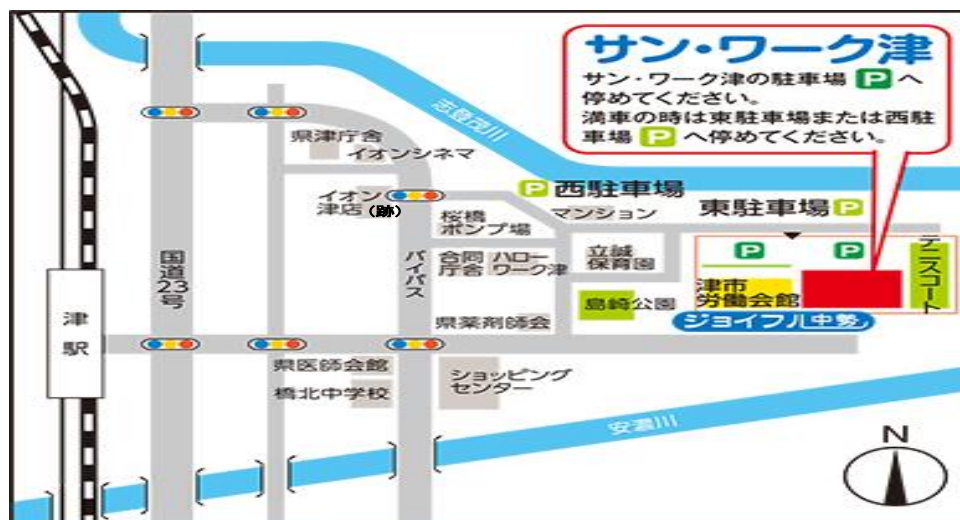 サン・ワーク津
サン・ワーク津の駐車場 P へ
停めてください。
満車の時は東駐車場または西駐
車場 P へ停めてください。
志登茂川
県津庁舎
イオンシネマ
イオン
津店 (跡)
P 西駐車場
マンション
東駐車場 P
桜橋
ポンプ場
合同
庁舎
ハロー
ワーク津
立誠
保育園
P
P
テニスコート
津市
労働会館
ジョイフル中勢
島崎公園
国道23号
バイパス
県薬剤師会
津駅
県医師会館
橋北中学校
ショッピング
センター
安濃川
N